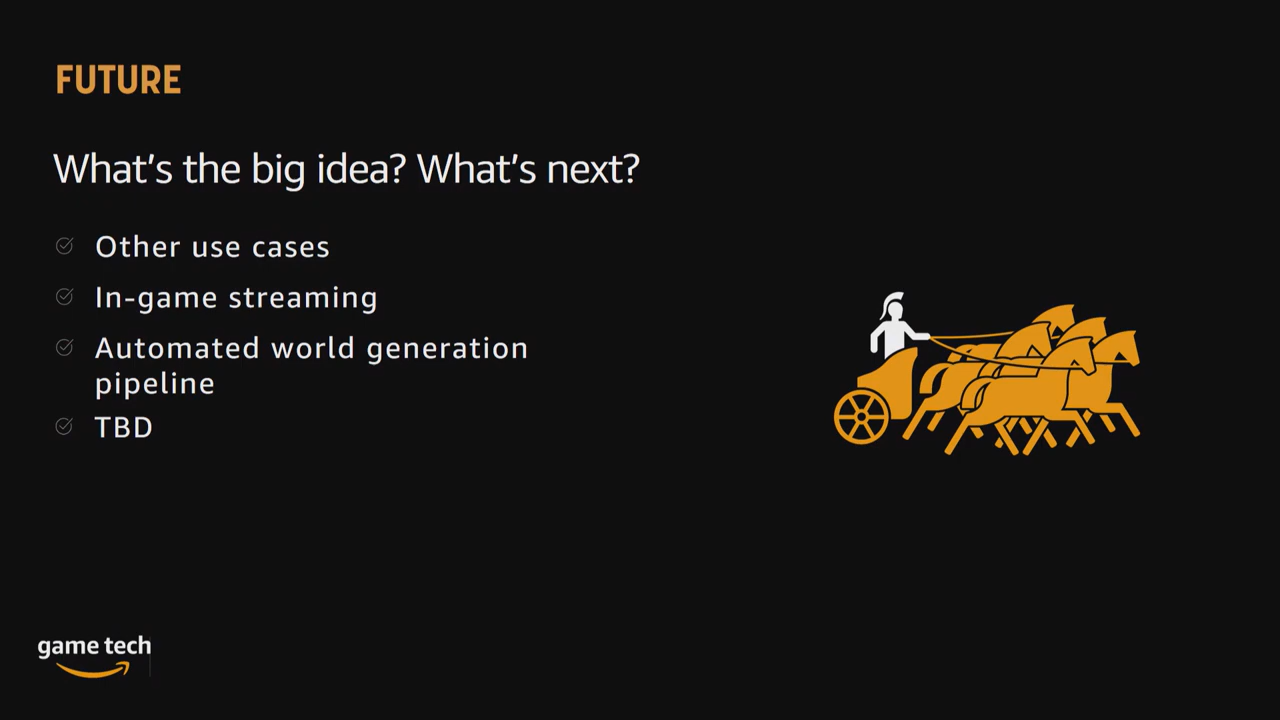 FUTURE
What's the big idea? What's next?
Other use cases
In-game streaming
Automated world generation
pipeline
TBD
game tech